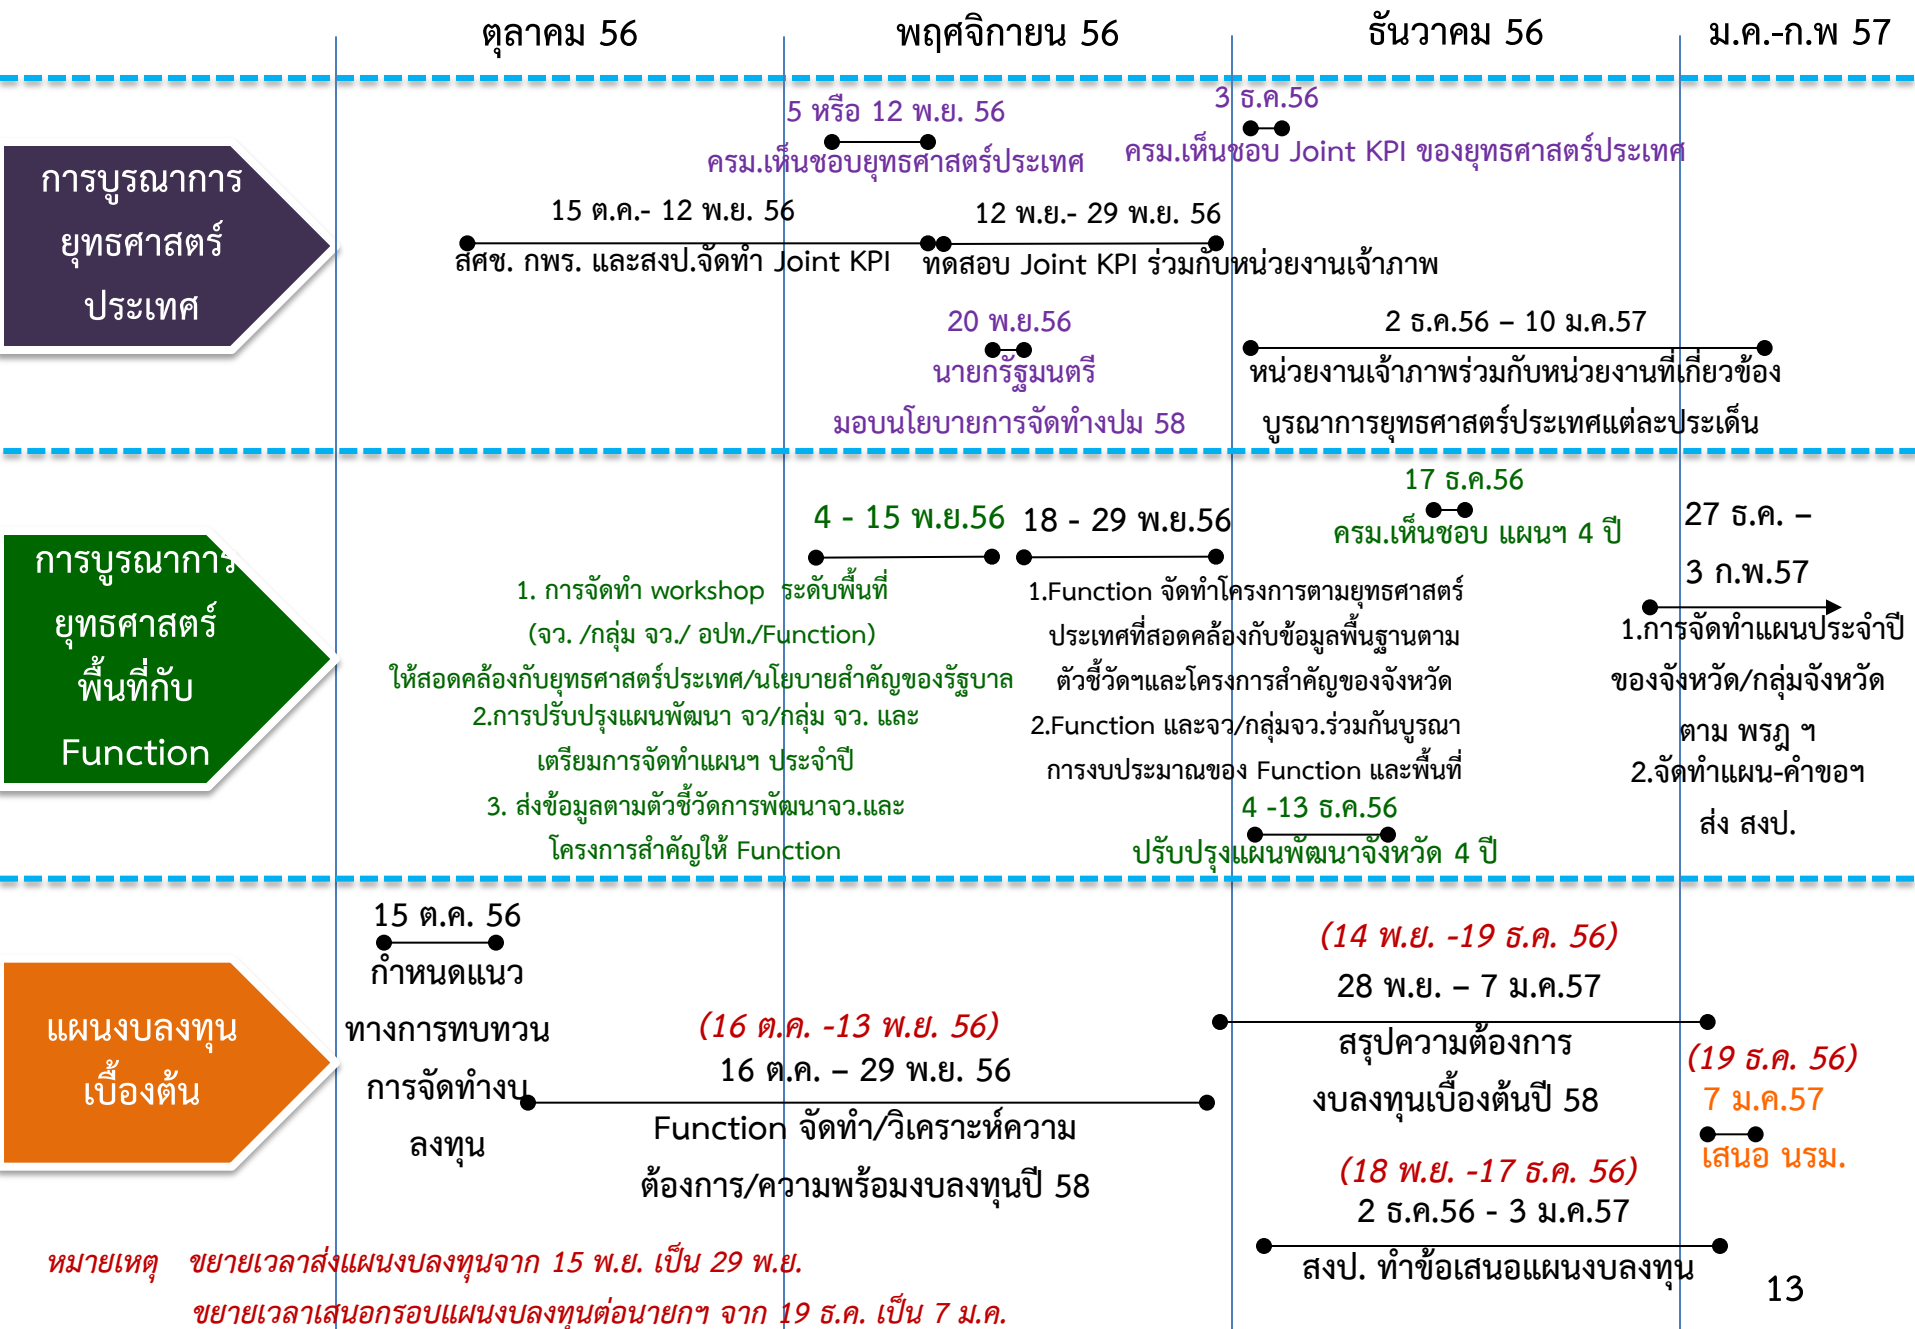 ตุลาคม 56
พฤศจิกายน 56
ธันวาคม 56
ม.ค.-ก.พ 57
การบูรณาการ
ยุทธศาสตร์
ประเทศ
5 หรือ 12 พ.ย. 56
ครม.เห็นชอบยุทธศาสตร์ประเทศ
3 ธ.ค.56
ครม.เห็นชอบ Joint KPI ของยุทธศาสตร์ประเทศ
15 ต.ค.- 12 พ.ย. 56
สศช. กพร. และสงป.จัดทำ Joint KPI
12 พ.ย.- 29 พ.ย. 56
ทดสอบ Joint KPI ร่วมกับหน่วยงานเจ้าภาพ
20 พ.ย.56
นายกรัฐมนตรี
มอบนโยบายการจัดทำงปม 58
2 ธ.ค.56 – 10 ม.ค.57
หน่วยงานเจ้าภาพร่วมกับหน่วยงานที่เกี่ยวข้อง
บูรณาการยุทธศาสตร์ประเทศแต่ละประเด็น
การบูรณาการ
ยุทธศาสตร์
พื้นที่กับ
Function
4 - 15 พ.ย.56
1. การจัดทำ workshop ระดับพื้นที่
(จว. /กลุ่ม จว./ อปท./Function)
ให้สอดคล้องกับยุทธศาสตร์ประเทศ/นโยบายสำคัญของรัฐบาล
2.การปรับปรุงแผนพัฒนา จว/กลุ่ม จว. และ
เตรียมการจัดทำแผนฯ ประจำปี
3. ส่งข้อมูลตามตัวชี้วัดการพัฒนาจว.และ
โครงการสำคัญให้ Function
18 - 29 พ.ย.56
1.Function จัดทำโครงการตามยุทธศาสตร์
ประเทศที่สอดคล้องกับข้อมูลพื้นฐานตาม
ตัวชี้วัดฯและโครงการสำคัญของจังหวัด
2.Function และจว/กลุ่มจว.ร่วมกันบูรณา
การงบประมาณของ Function และพื้นที่
17 ธ.ค.56
ครม.เห็นชอบ แผนฯ 4 ปี
4 -13 ธ.ค.56
ปรับปรุงแผนพัฒนาจังหวัด 4 ปี
27 ธ.ค. –
3 ก.พ.57
1.การจัดทำแผนประจำปี
ของจังหวัด/กลุ่มจังหวัด
ตาม พรฎ ฯ
2.จัดทำแผน-คำขอฯ
ส่ง สงป.
แผนงบลงทุน
เบื้องต้น
15 ต.ค. 56
กำหนดแนว
ทางการทบทวน
การจัดทำงบ
ลงทุน
(16 ต.ค. -13 พ.ย. 56)
16 ต.ค. – 29 พ.ย. 56
Function จัดทำ/วิเคราะห์ความ
ต้องการ/ความพร้อมงบลงทุนปี 58
(14 พ.ย. -19 ธ.ค. 56)
28 พ.ย. – 7 ม.ค.57
สรุปความต้องการ
งบลงทุนเบื้องต้นปี 58
(19 ธ.ค. 56)
7 ม.ค.57
เสนอ นรม.
(18 พ.ย. -17 ธ.ค. 56)
2 ธ.ค.56 - 3 ม.ค.57
สงป. ทำข้อเสนอแผนงบลงทุน
หมายเหตุ ขยายเวลาส่งแผนงบลงทุนจาก 15 พ.ย. เป็น 29 พ.ย.
ขยายเวลาเสนอกรอบแผนงบลงทุนต่อนายกฯ จาก 19 ธ.ค. เป็น 7 ม.ค.
13